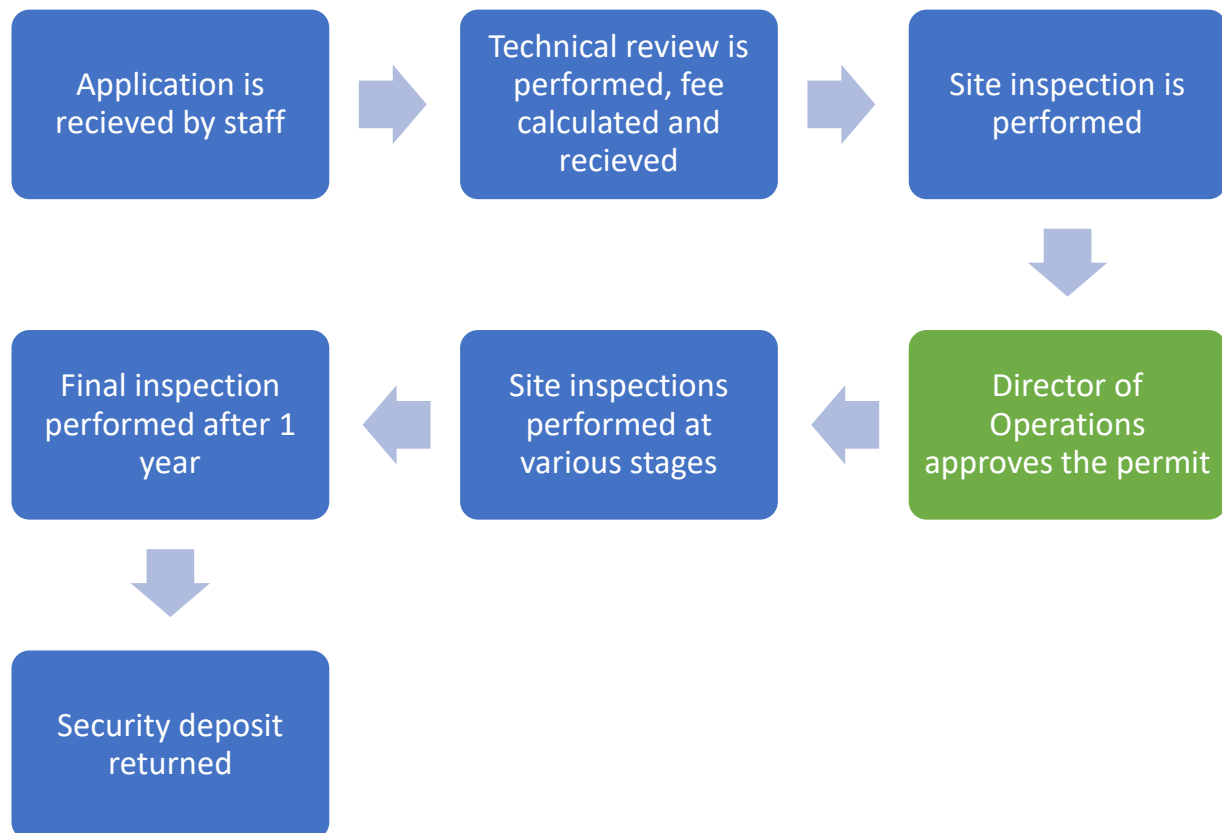 Application is
recieved by staff
Technical review is
performed, fee
calculated and
recieved
Site inspection is
performed
Director of
Operations
approves the permit
Site inspections
performed at
various stages
Final inspection
performed after 1
year
Security deposit
returned